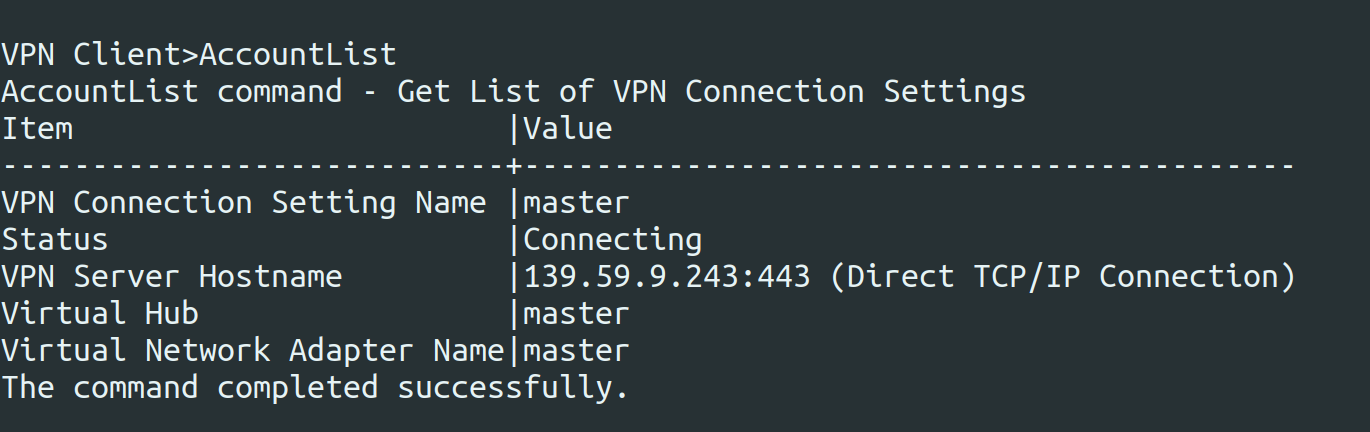 VPN Client>AccountList
AccountList command - Get List of VPN Connection Settings
Item                        |Value
----------------------------+-------------------------------------------
VPN Connection Setting Name |master
Status                      |Connecting
VPN Server Hostname         |139.59.9.243:443 (Direct TCP/IP Connection)
Virtual Hub                 |master
Virtual Network Adapter Name|master
The command completed successfully.